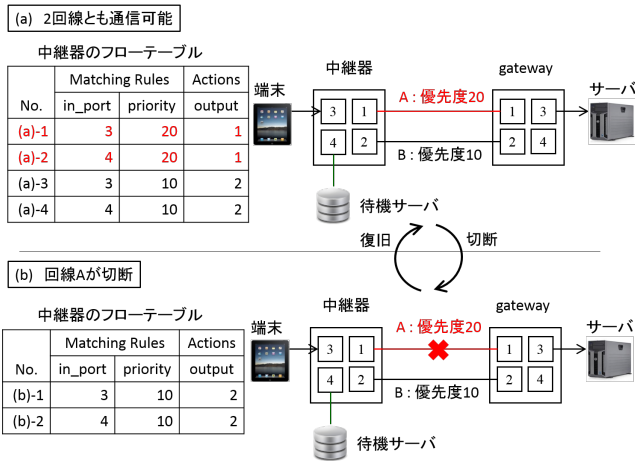 (a) 2回線とも通信可能
中継器のフローテーブル
Matching Rules Actions
No. in_port priority output
(a)-1 3 20 1
(a)-2 4 20 1
(a)-3 3 10 2
(a)-4 4 10 2
端末
中継器
gateway
サーバ
A : 優先度20
3 1
1 3
4 2
2 4
B : 優先度10
待機サーバ
復旧
切断
(b) 回線Aが切断
中継器のフローテーブル
Matching Rules Actions
No. in_port priority output
(b)-1 3 10 2
(b)-2 4 10 2
端末
中継器
gateway
サーバ
A : 優先度20
3 1
1 3
4 2
2 4
B : 優先度10
待機サーバ